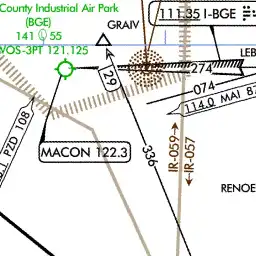 County Industrial Air Park
(BGE)
141 55
VOS-3PT 121.125
GRAIV
111.35 I-BGE
LEB
274
129
074
114.0 MAI 87
PZD 108
MACON 122.3
336
IR-059
IR-057
RENOE